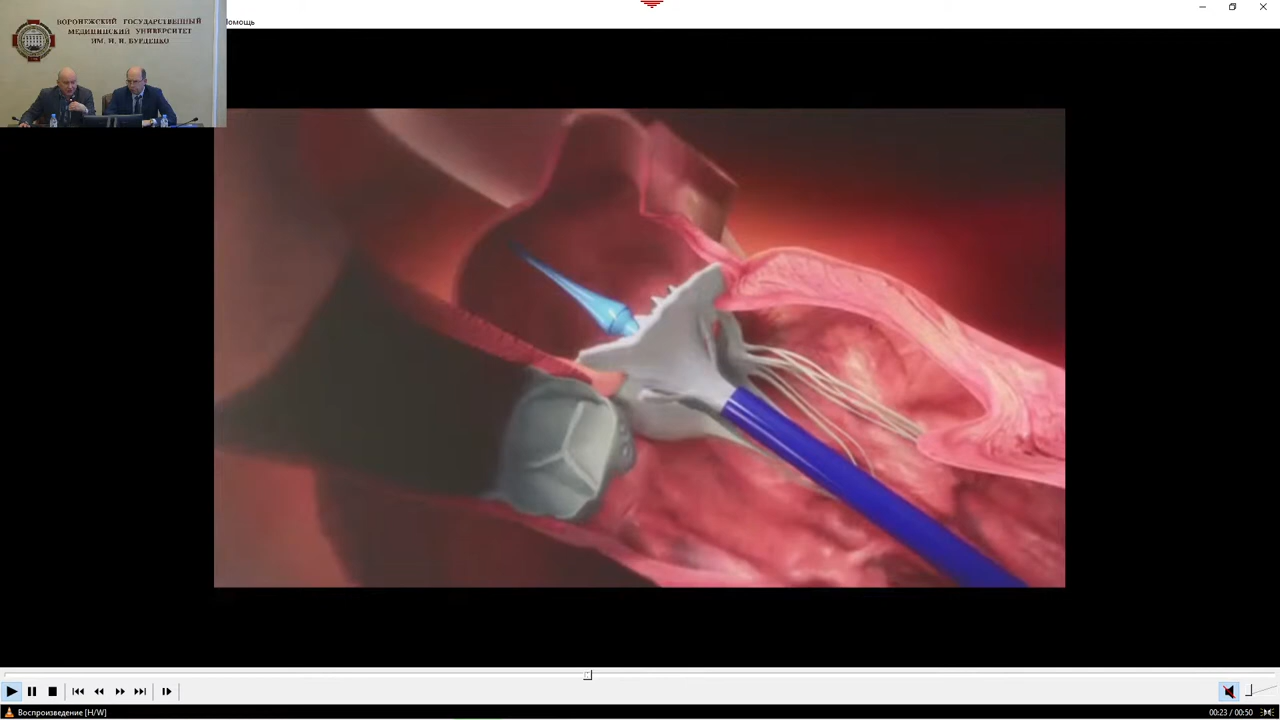 ВОРОНЕЖСКИЙ ГОСУДАРСТВЕННЫЙ
МЕДИЦИНСКИЙ УНИВЕРСИТЕТ
ИМ. Н. Н. БУРДЕНКО
Помощь
Воспроизведение [H/W]
00:23 / 00:50